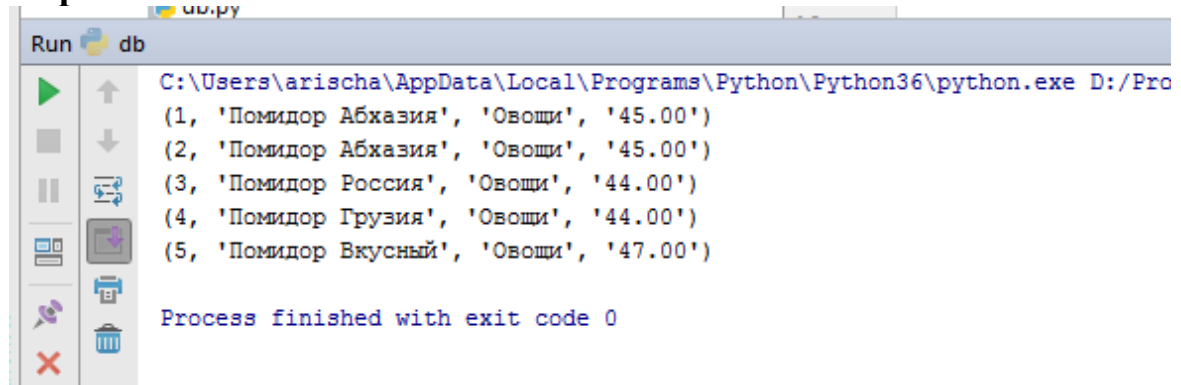 db.py
Run db
C:\Users\arischa\AppData\Local\Programs\Python\Python36\python.exe D:/Pro
(1, 'Помидор Абхазия', 'Овощи', '45.00')
(2, 'Помидор Абхазия', 'Овощи', '45.00')
(3, 'Помидор Россия', 'Овощи', '44.00')
(4, 'Помидор Грузия', 'Овощи', '44.00')
(5, 'Помидор Вкусный', 'Овощи', '47.00')
Process finished with exit code 0